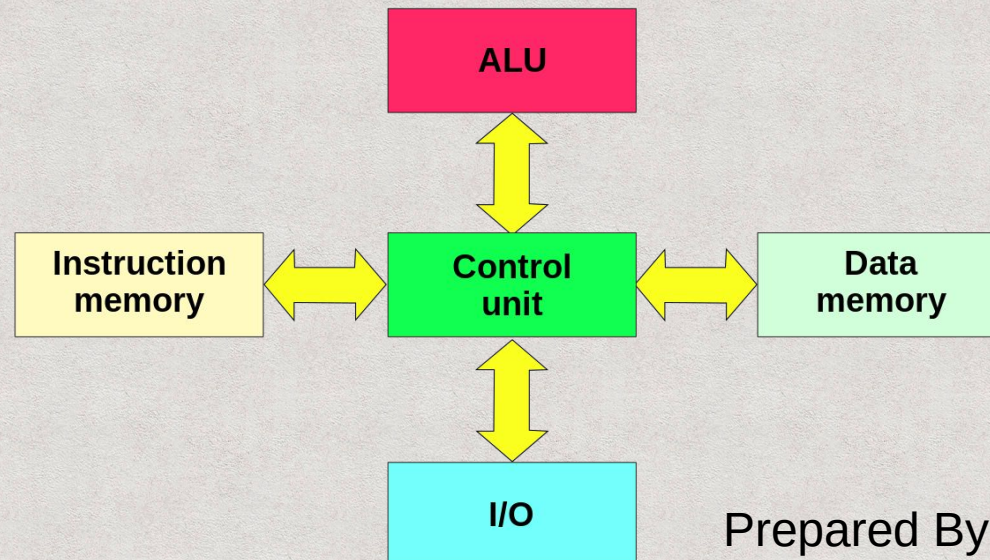 ALU
Instruction
memory
Control
unit
Data
memory
I/O
Prepared By